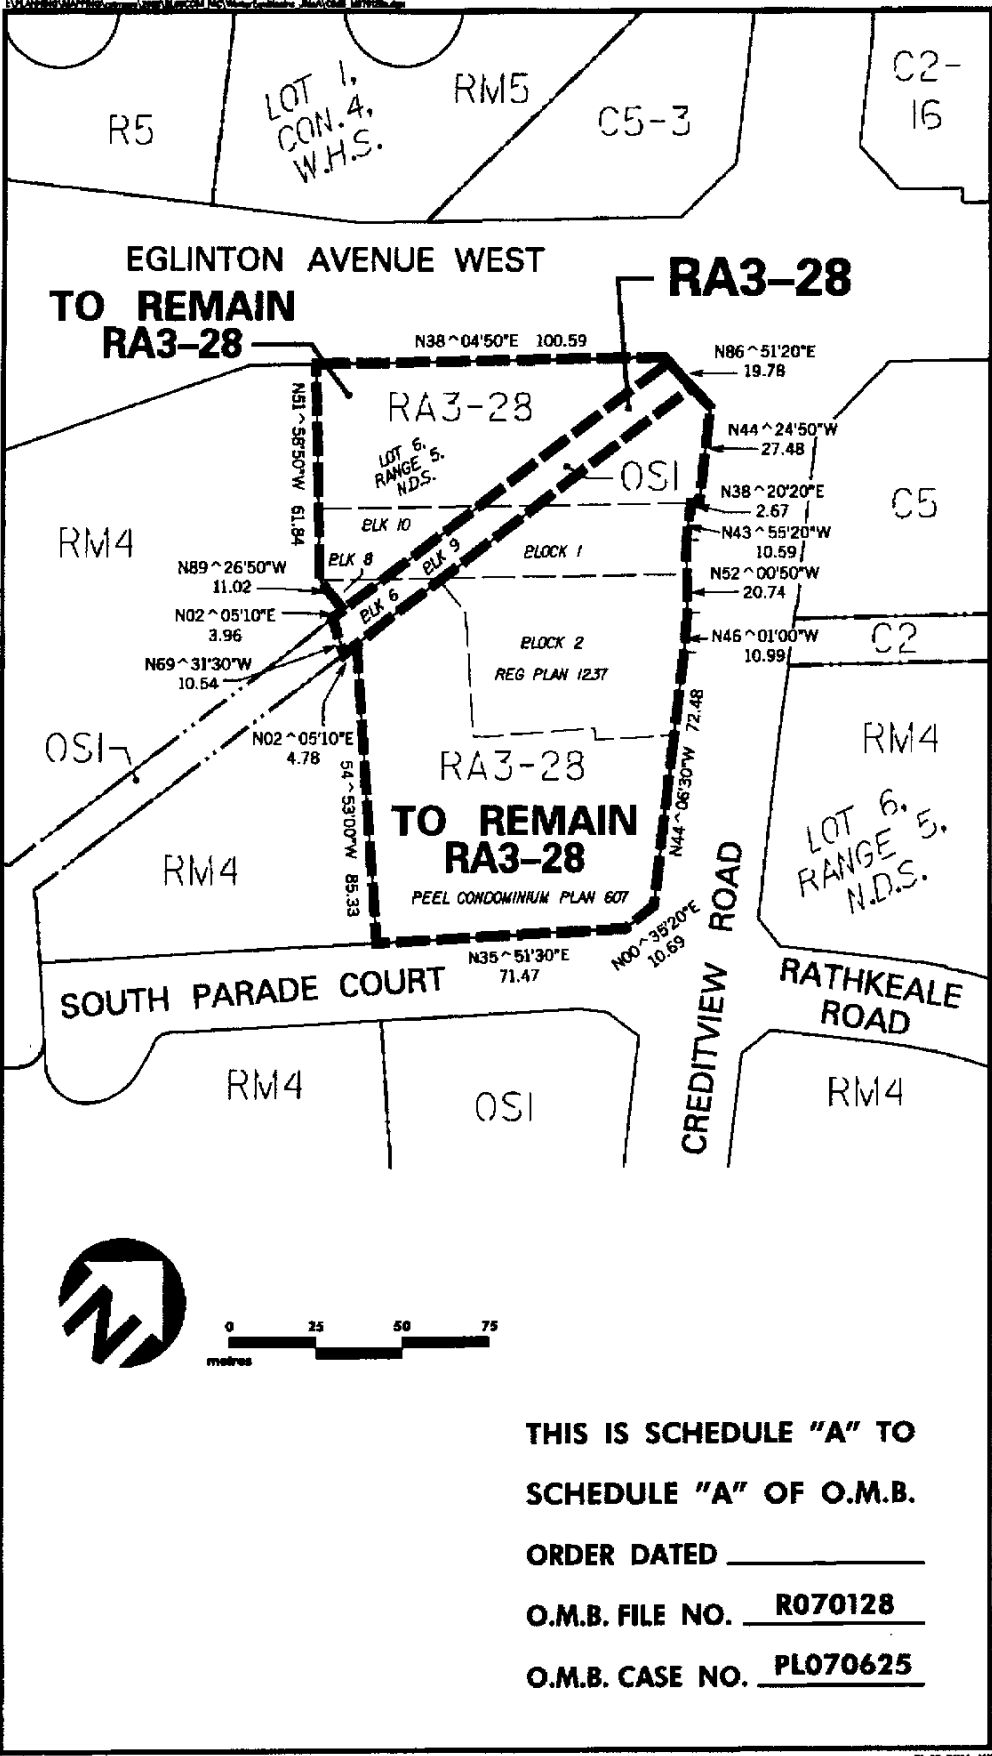 R5
LOT 1,
CON. 4,
W.H.S.
RM5
C5-3
C2-
16
EGLINTON AVENUE WEST
TO REMAIN
RA3-28
RA3-28
N38^04'50"E 100.59
N86^51'20"E
19.78
N51^58'50"W 61.84
RA3-28
LOT 6,
RANGE 5,
N.D.S.
N44^24'50"W
27.48
OS1
N38^20'20"E
2.67
C5
BLK 10
N43^55'20"W
10.59
RM4
BLK 8
BLK 9
BLOCK 1
N89^26'50"W
11.02
N52^00'50"W
20.74
BLK 6
N02^05'10"E
3.96
BLOCK 2
N46^01'00"W
10.99
C2
N69^31'30"W
10.54
REG PLAN 1237
N02^05'10"E
4.78
OS1
RA3-28
N44^06'30"W 72.48
RM4
54^53'00"W 85.33
TO REMAIN
RA3-28
LOT 6,
RANGE 5,
N.D.S.
RM4
PEEL CONDOMINIUM PLAN 607
N35^51'30"E
71.47
N00^35'20"E
10.69
SOUTH PARADE COURT
CREDITVIEW ROAD
RATHKEALE
ROAD
RM4
OS1
RM4
N
0 25 50 75
metres
THIS IS SCHEDULE "A" TO
SCHEDULE "A" OF O.M.B.
ORDER DATED
O.M.B. FILE NO. R070128
O.M.B. CASE NO. PL070625